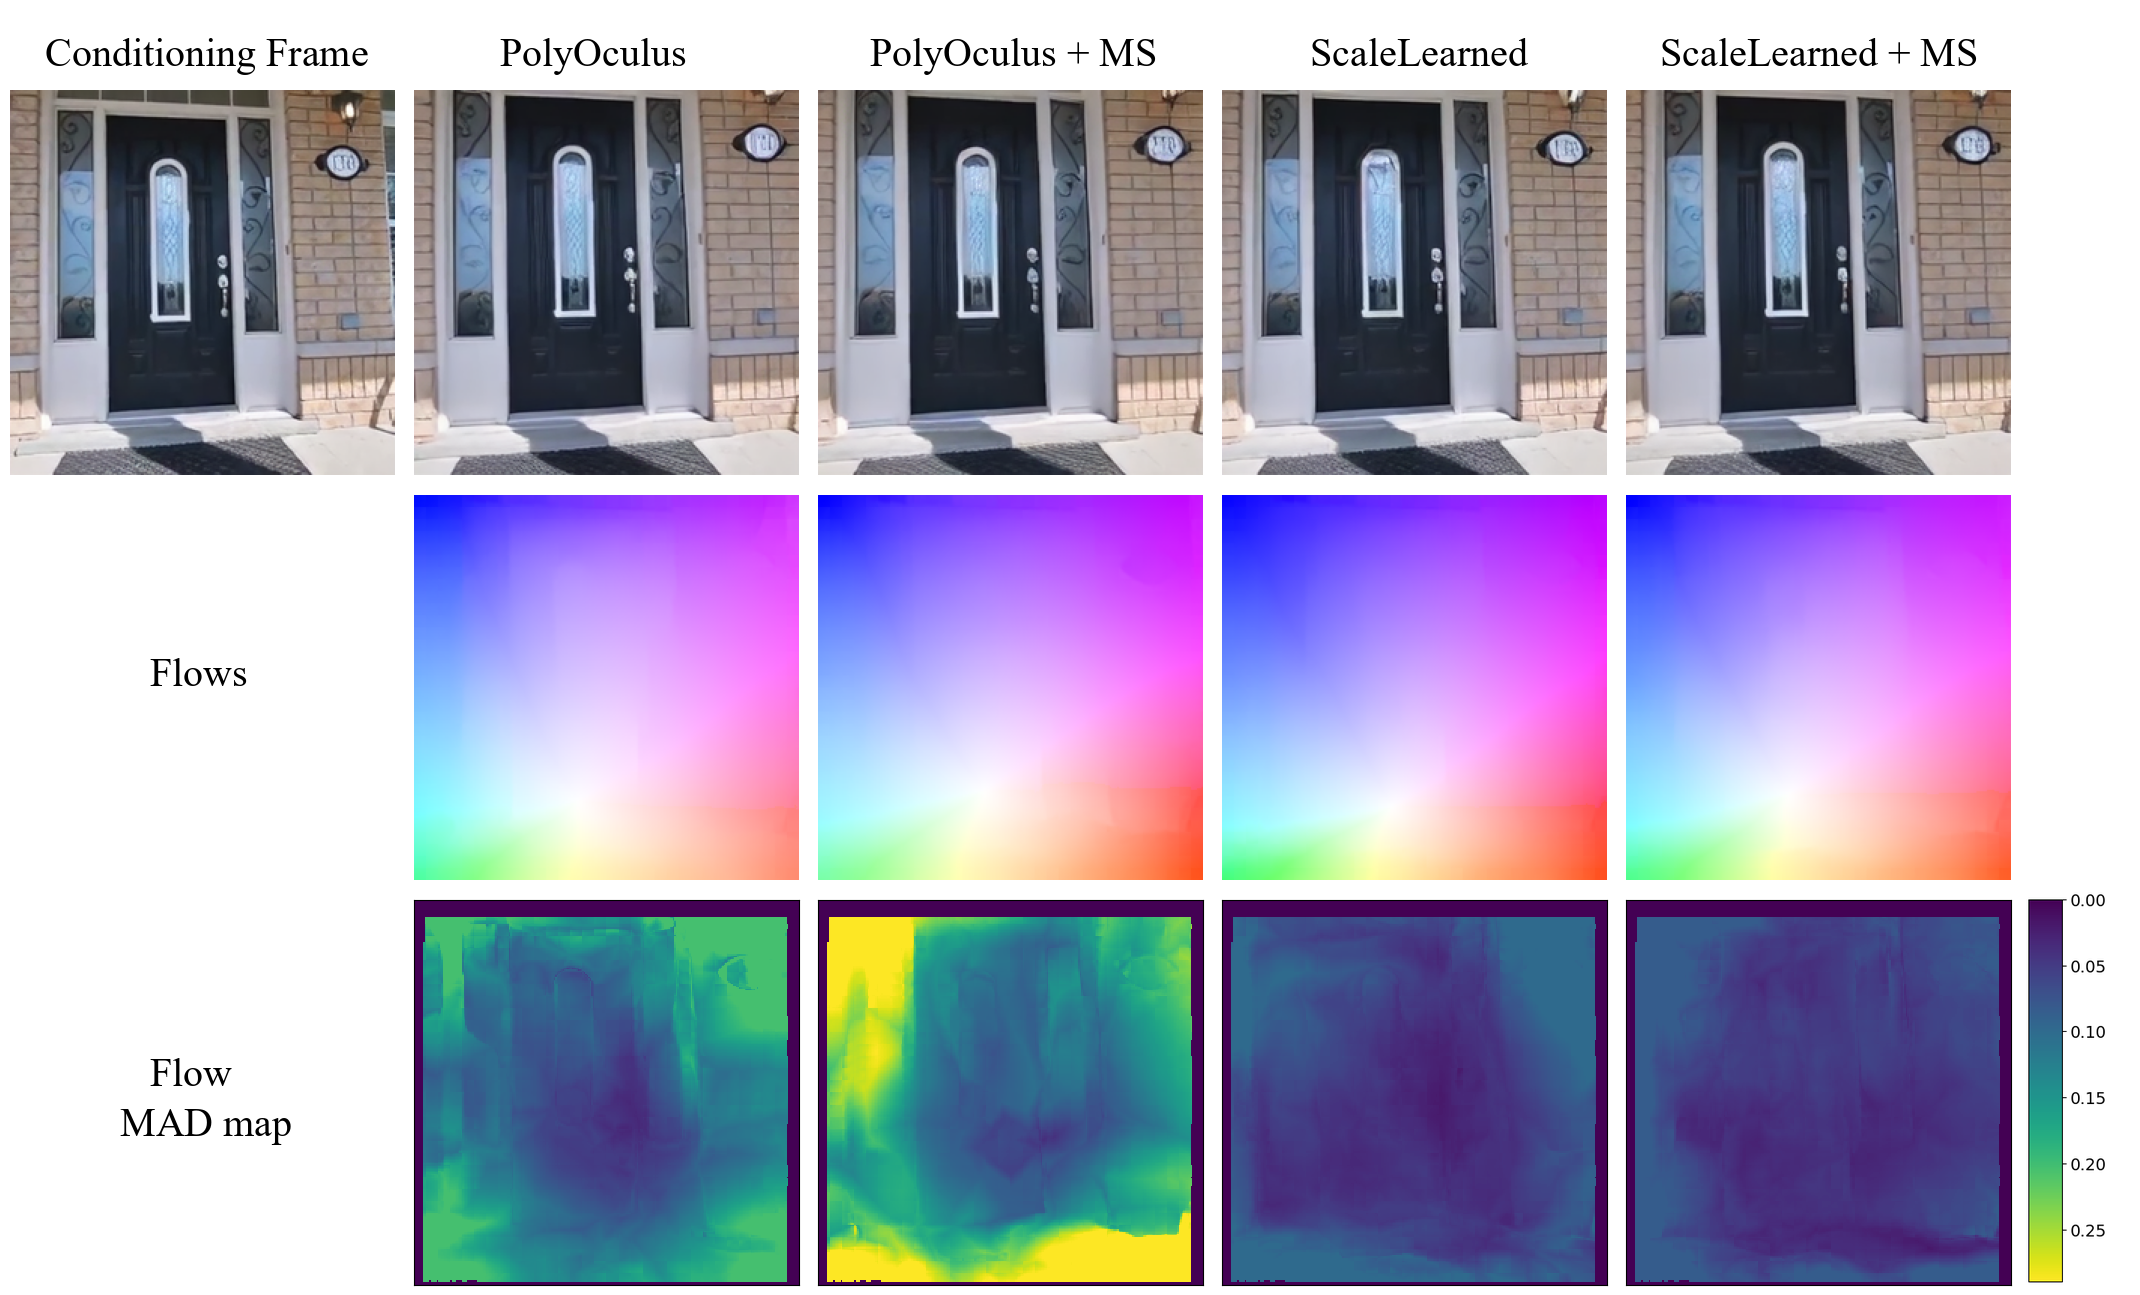 Conditioning Frame
PolyOculus
PolyOculus + MS
ScaleLearned
ScaleLearned + MS
Flows
Flow
MAD map
0.00
0.05
0.10
0.15
0.20
0.25